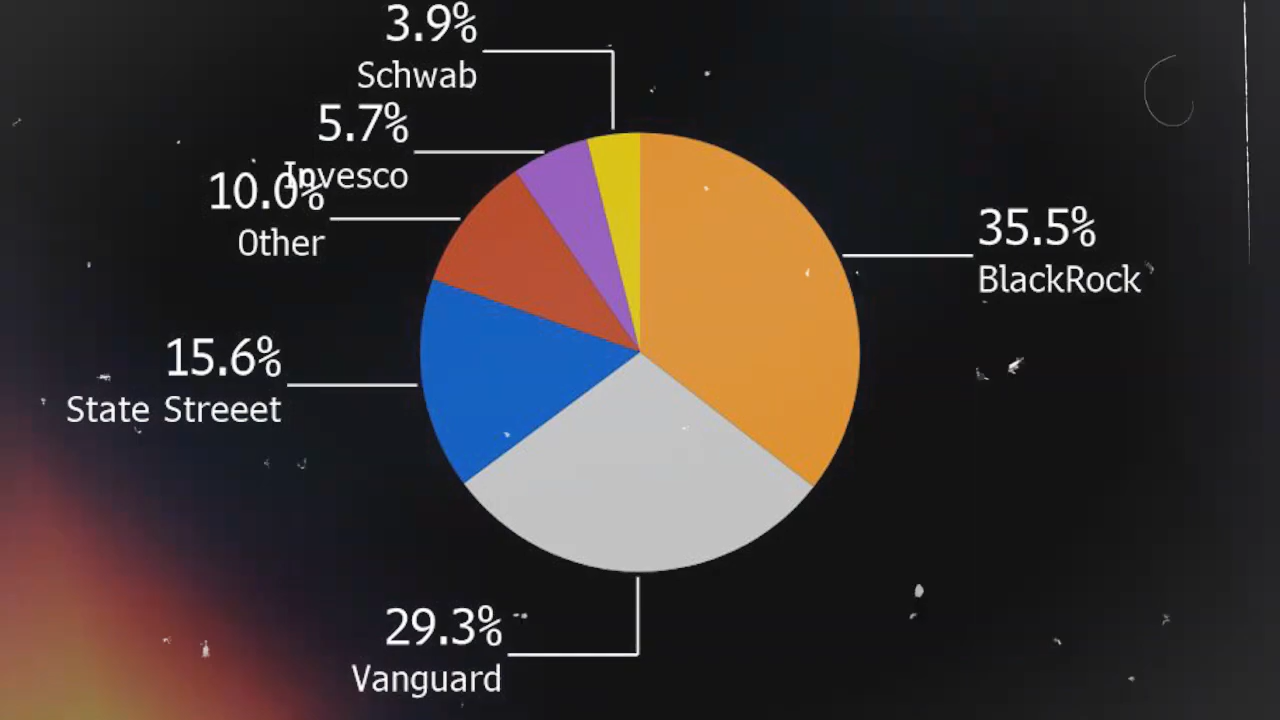 3.9%
Schwab
5.7%
Invesco
10.0%
Other
35.5%
BlackRock
15.6%
State Streeet
29.3%
Vanguard